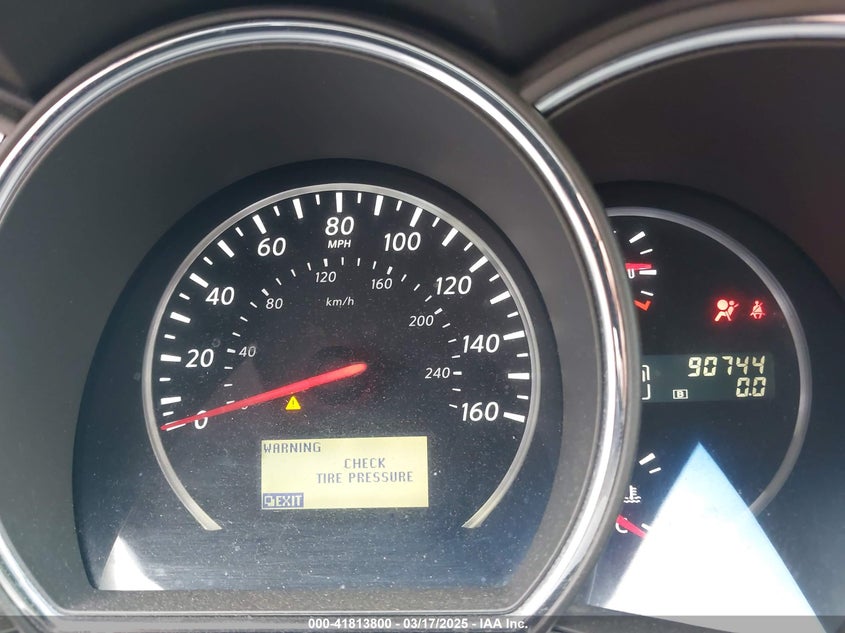 80
MPH
60
100
40
120
20
140
0
160
120
160
80
km/h
200
40
240
WARNING
CHECK
TIRE PRESSURE
EXIT
90744
B 0.0
C
000-41813800 - 03/17/2025 - IAA Inc.